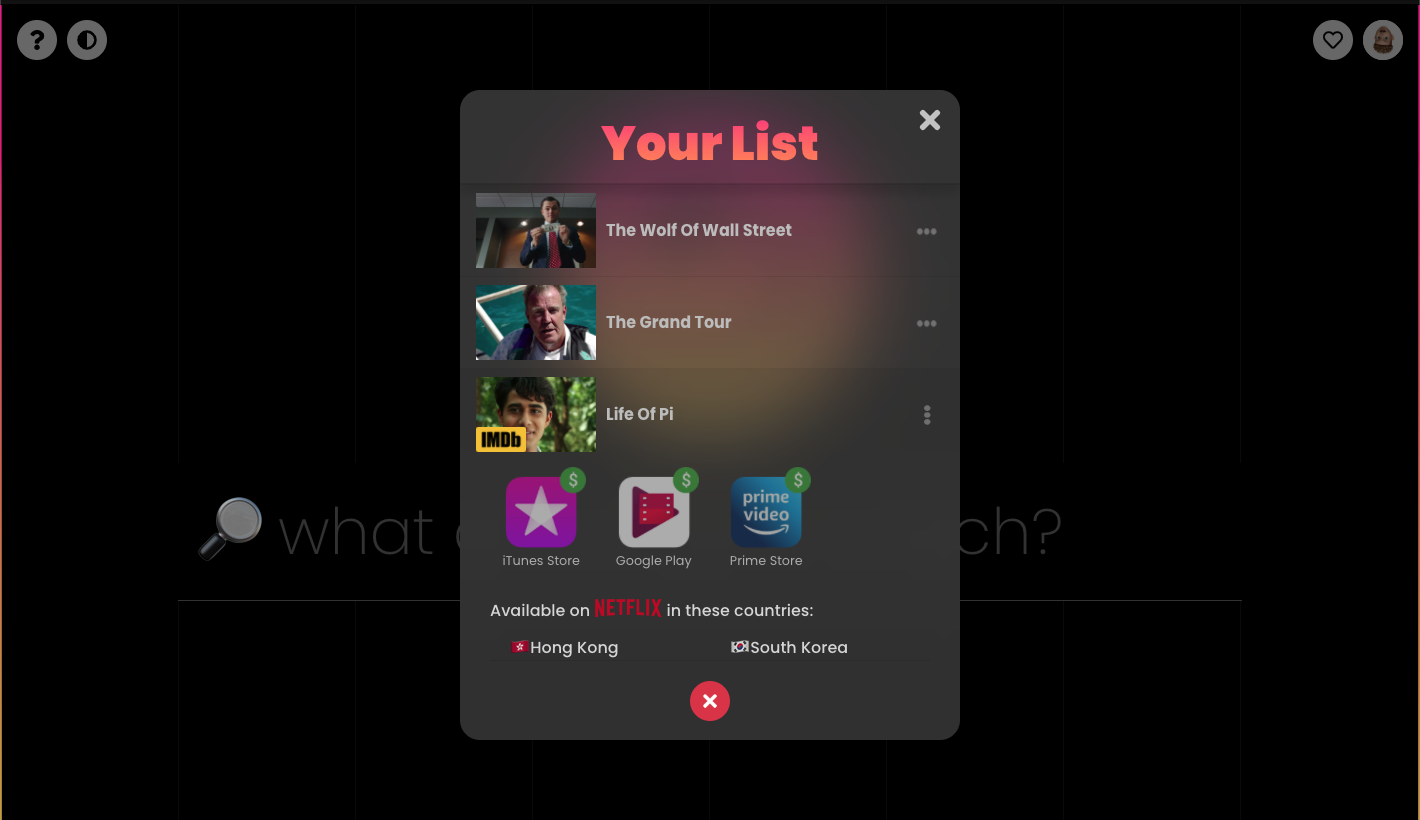 ?
Your List
The Wolf Of Wall Street
The Grand Tour
Life Of Pi
IMDb
$ $ $
prime video
iTunes Store Google Play Prime Store
what ch?
Available on NETFLIX in these countries:
🇭🇰Hong Kong 🇰🇷South Korea